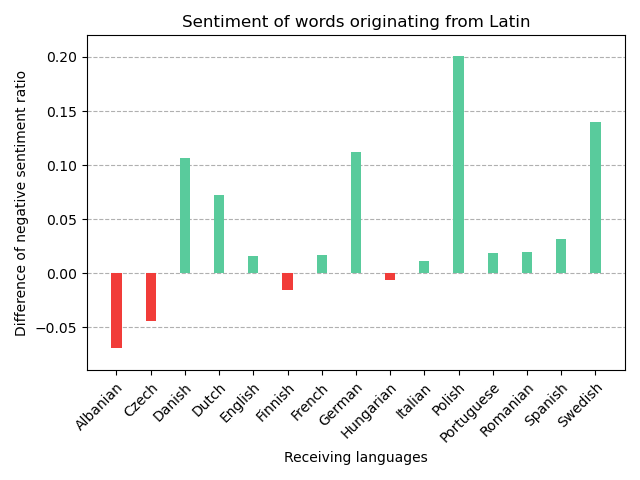 Sentiment of words originating from Latin
Difference of negative sentiment ratio
0.20
0.15
0.10
0.05
0.00
−0.05
Albanian
Czech
Danish
Dutch
English
Finnish
French
German
Hungarian
Italian
Polish
Portuguese
Romanian
Spanish
Swedish
Receiving languages